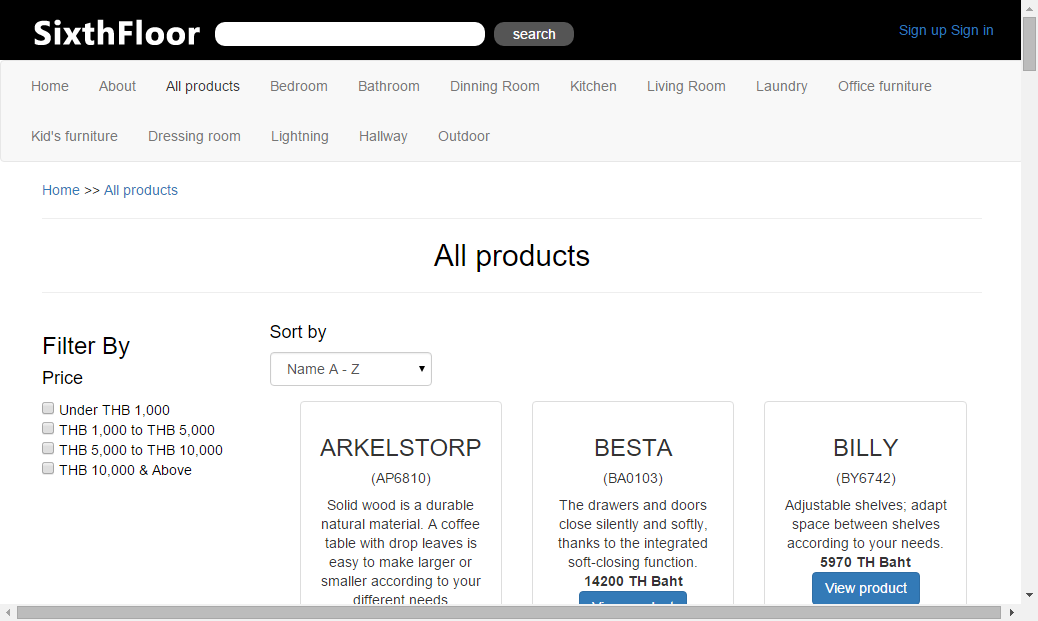 SixthFloor search Sign up Sign in
Home About All products Bedroom Bathroom Dinning Room Kitchen Living Room Laundry Office furniture
Kid's furniture Dressing room Lightning Hallway Outdoor
Home >> All products
All products
Filter By
Price
Under THB 1,000
THB 1,000 to THB 5,000
THB 5,000 to THB 10,000
THB 10,000 & Above
Sort by
Name A - Z
ARKELSTORP
(AP6810)
Solid wood is a durable
natural material. A coffee
table with drop leaves is
easy to make larger or
smaller according to your
different needs
BESTA
(BA0103)
The drawers and doors
close silently and softly,
thanks to the integrated
soft-closing function.
14200 TH Baht
View product
BILLY
(BY6742)
Adjustable shelves; adapt
space between shelves
according to your needs.
5970 TH Baht
View product